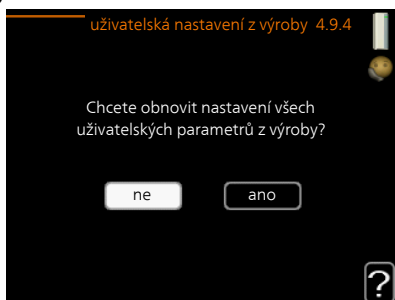 uživatelská nastavení z výroby 4.9.4
Chcete obnovit nastavení všech
uživatelských parametrů z výroby?
ne
ano
?